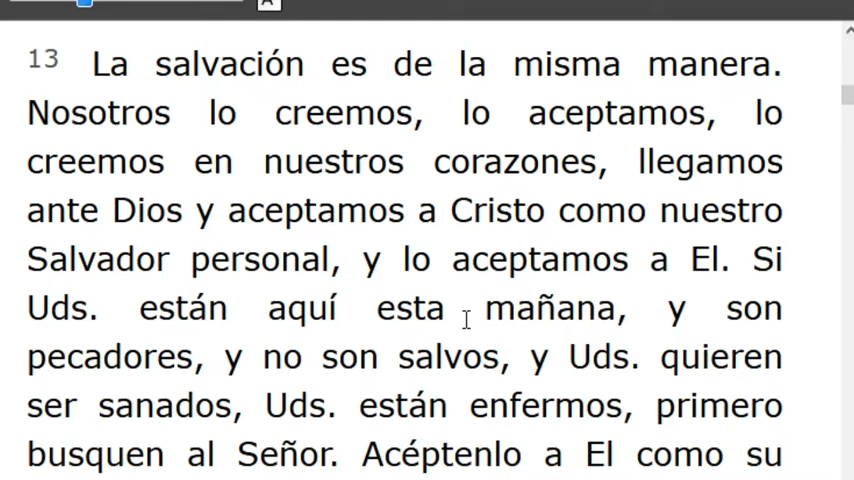 13 La salvación es de la misma manera.
Nosotros lo creemos, lo aceptamos, lo
creemos en nuestros corazones, llegamos
ante Dios y aceptamos a Cristo como nuestro
Salvador personal, y lo aceptamos a El. Si
Uds. están aquí esta mañana, y son
pecadores, y no son salvos, y Uds. quieren
ser sanados, Uds. están enfermos, primero
busquen al Señor. Acéptenlo a El como su